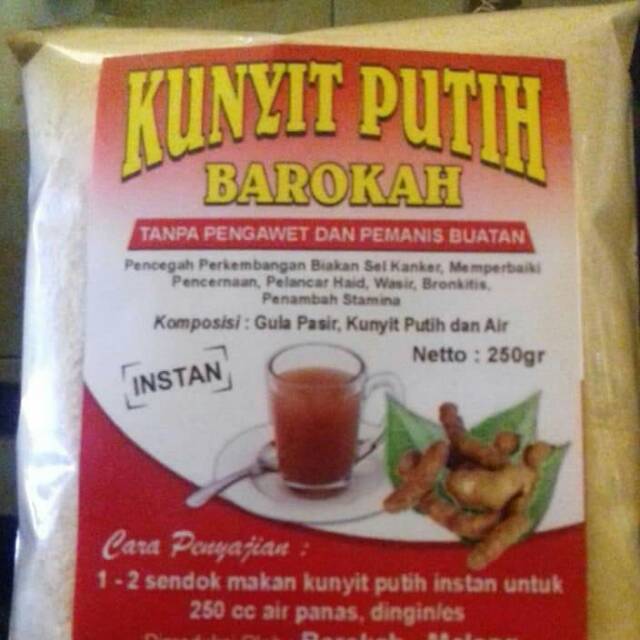 KUNYIT PUTIH
BAROKAH
TANPA PENGAWET DAN PEMANIS BUATAN
Pencegah Perkembangan Biakan Sel Kanker, Memperbaiki
Pencernaan, Pelancar Haid, Wasir, Bronkitis,
Penambah Stamina
Komposisi : Gula Pasir, Kunyit Putih dan Air
Netto : 250gr
INSTAN
Cara Penyajian :
1 - 2 sendok makan kunyit putih instan untuk
250 cc air panas, dingin/es